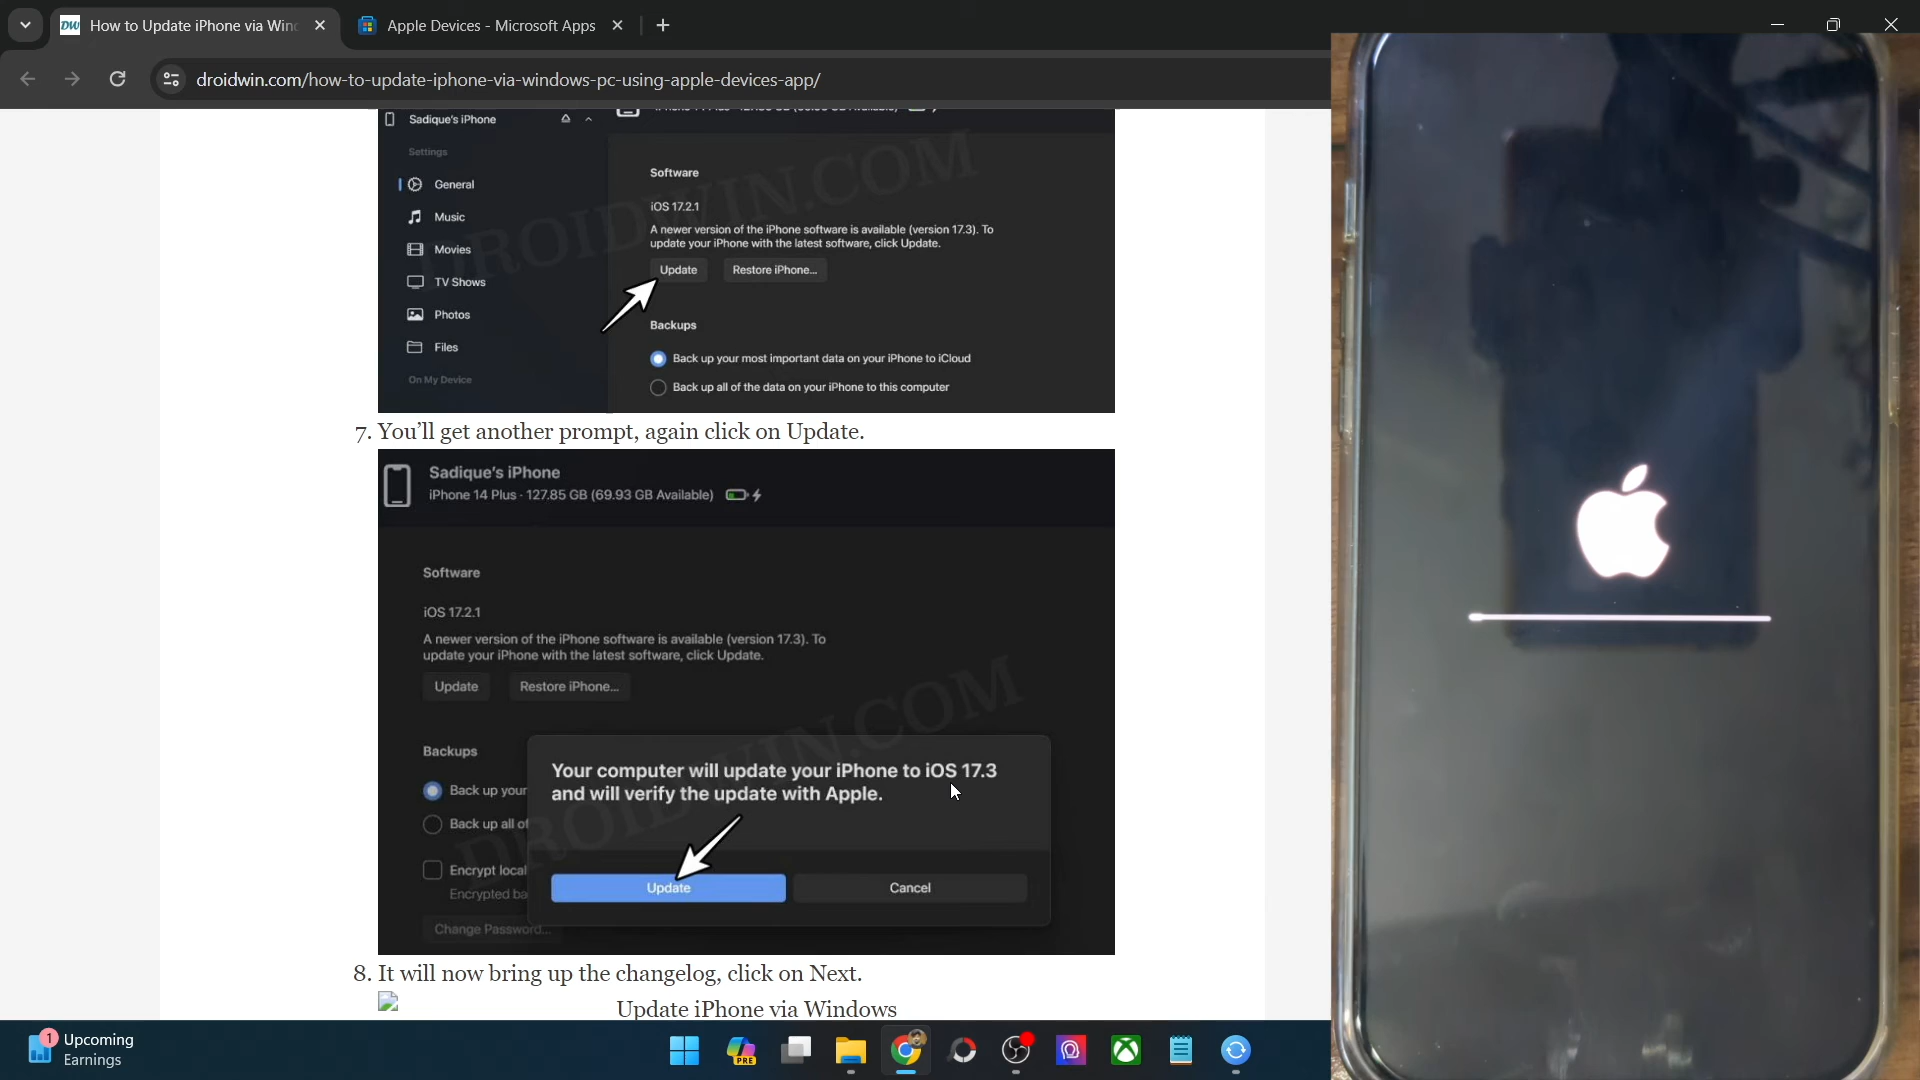 How to Update iPhone via Win
Apple Devices - Microsoft Apps
droidwin.com/how-to-update-iphone-via-windows-pc-using-apple-devices-app/
Sadique's iPhone
Settings
General
Music
Movies
TV Shows
Photos
Files
On My Device
Software
iOS 17.2.1
A newer version of the iPhone software is available (version 17.3). To
update your iPhone with the latest software, click Update.
Update Restore iPhone...
Backups
Back up your most important data on your iPhone to iCloud
Back up all of the data on your iPhone to this computer
DROIDWIN.COM
7. You'll get another prompt, again click on Update.
Sadique's iPhone
iPhone 14 Plus - 127.85 GB (69.93 GB Available)
Software
iOS 17.2.1
A newer version of the iPhone software is available (version 17.3). To
update your iPhone with the latest software, click Update.
Update Restore iPhone...
Backups
Back up your
Back up all of
Encrypt local
Encrypted ba
Change Password...
Your computer will update your iPhone to iOS 17.3
and will verify the update with Apple.
Update Cancel
DROIDWIN.COM
8. It will now bring up the changelog, click on Next.
Update iPhone via Windows
1
Upcoming
Earnings
PRE